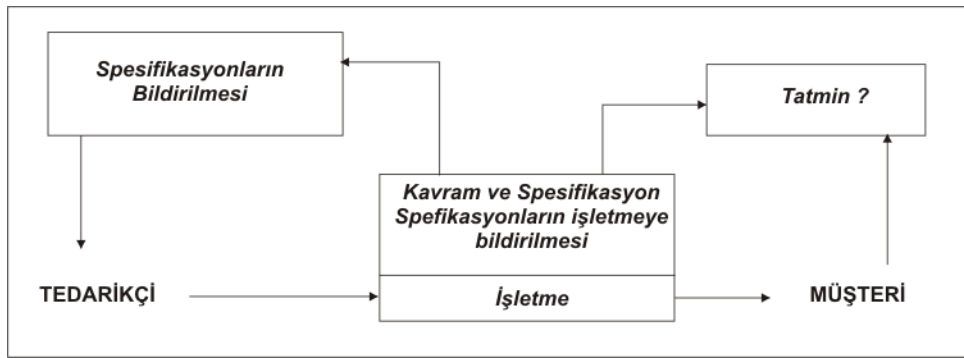 Spesifikasyonların
Bildirilmesi
Tatmin ?
Kavram ve Spesifikasyon
Spefikasyonların işletmeye
bildirilmesi
TEDARİKÇİ
İşletme
MÜŞTERİ